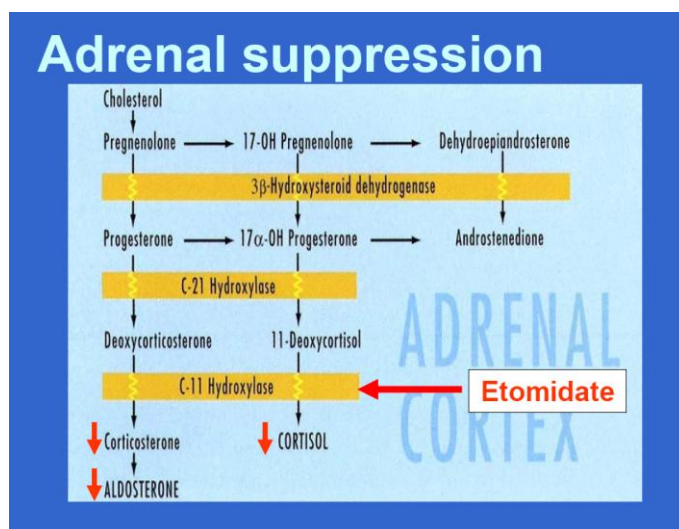 Adrenal suppression
Cholesterol
Pregnenolone 17-OH Pregnenolone Dehydroepiandrosterone
3β-Hydroxysteroid dehydrogenase
Progesterone 17α-OH Progesterone Androstenedione
C-21 Hydroxylase
Deoxycorticosterone 11-Deoxycortisol
ADRENAL
C-11 Hydroxylase Etomidate
Corticosterone CORTISOL
CORTEX
ALDOSTERONE